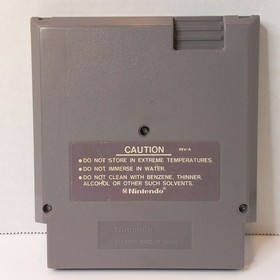 CAUTION REV-A
• DO NOT STORE IN EXTREME TEMPERATURES.
• DO NOT IMMERSE IN WATER.
• DO NOT CLEAN WITH BENZENE, THINNER,
ALCOHOL OR OTHER SUCH SOLVENTS.
Nintendo®